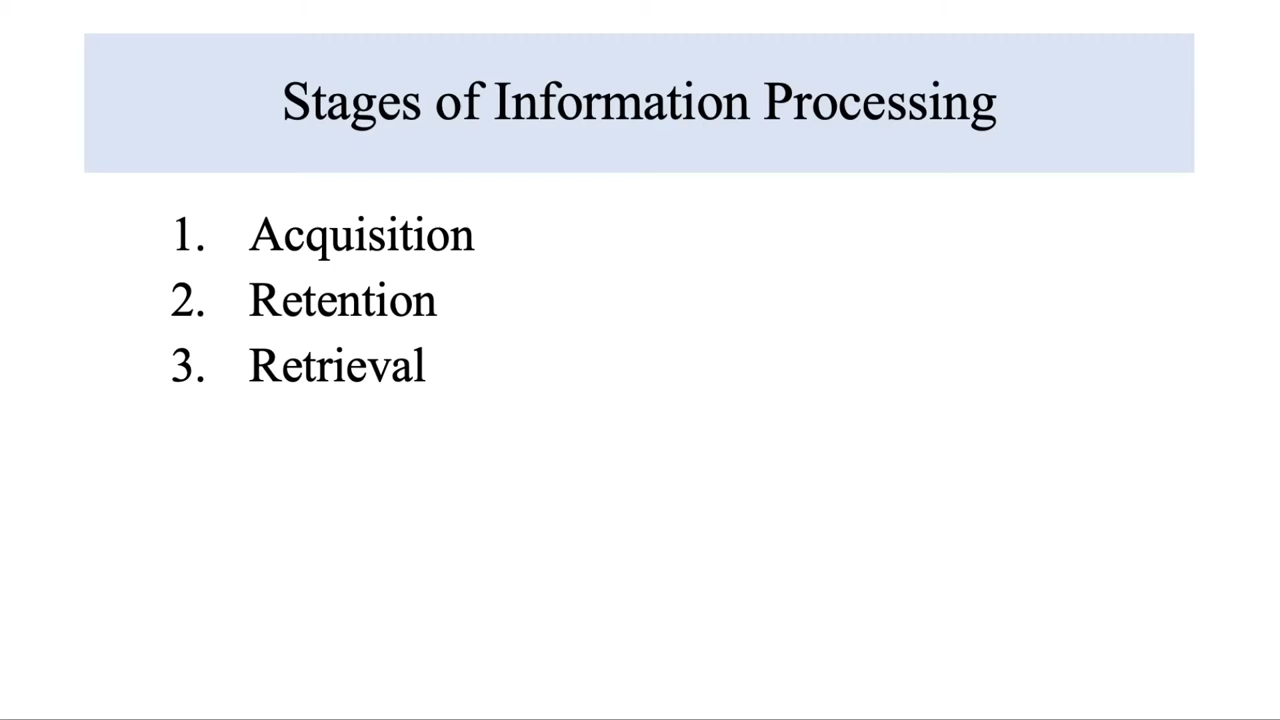 Stages of Information Processing
1. Acquisition
2. Retention
3. Retrieval